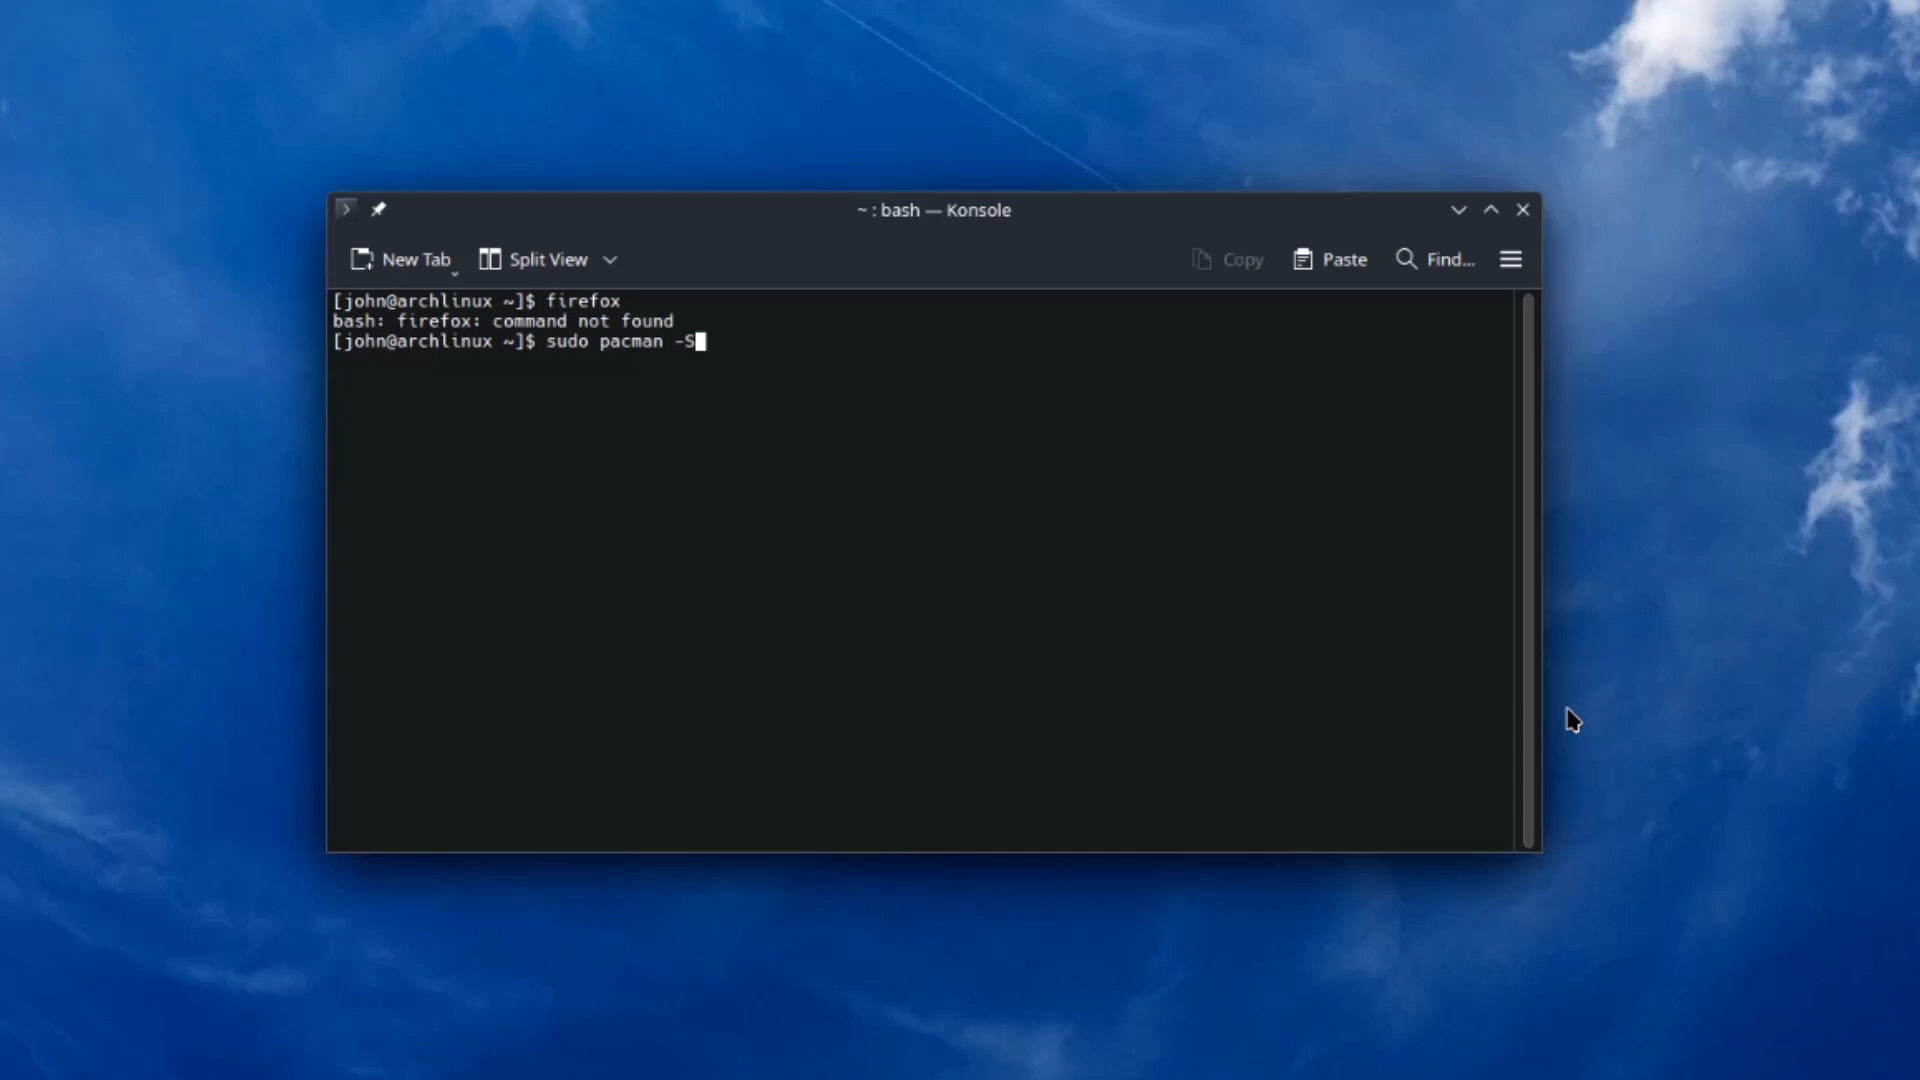 ~ : bash — Konsole
New Tab Split View Copy Paste Find...
[john@archlinux ~]$ firefox
bash: firefox: command not found
[john@archlinux ~]$ sudo pacman -S